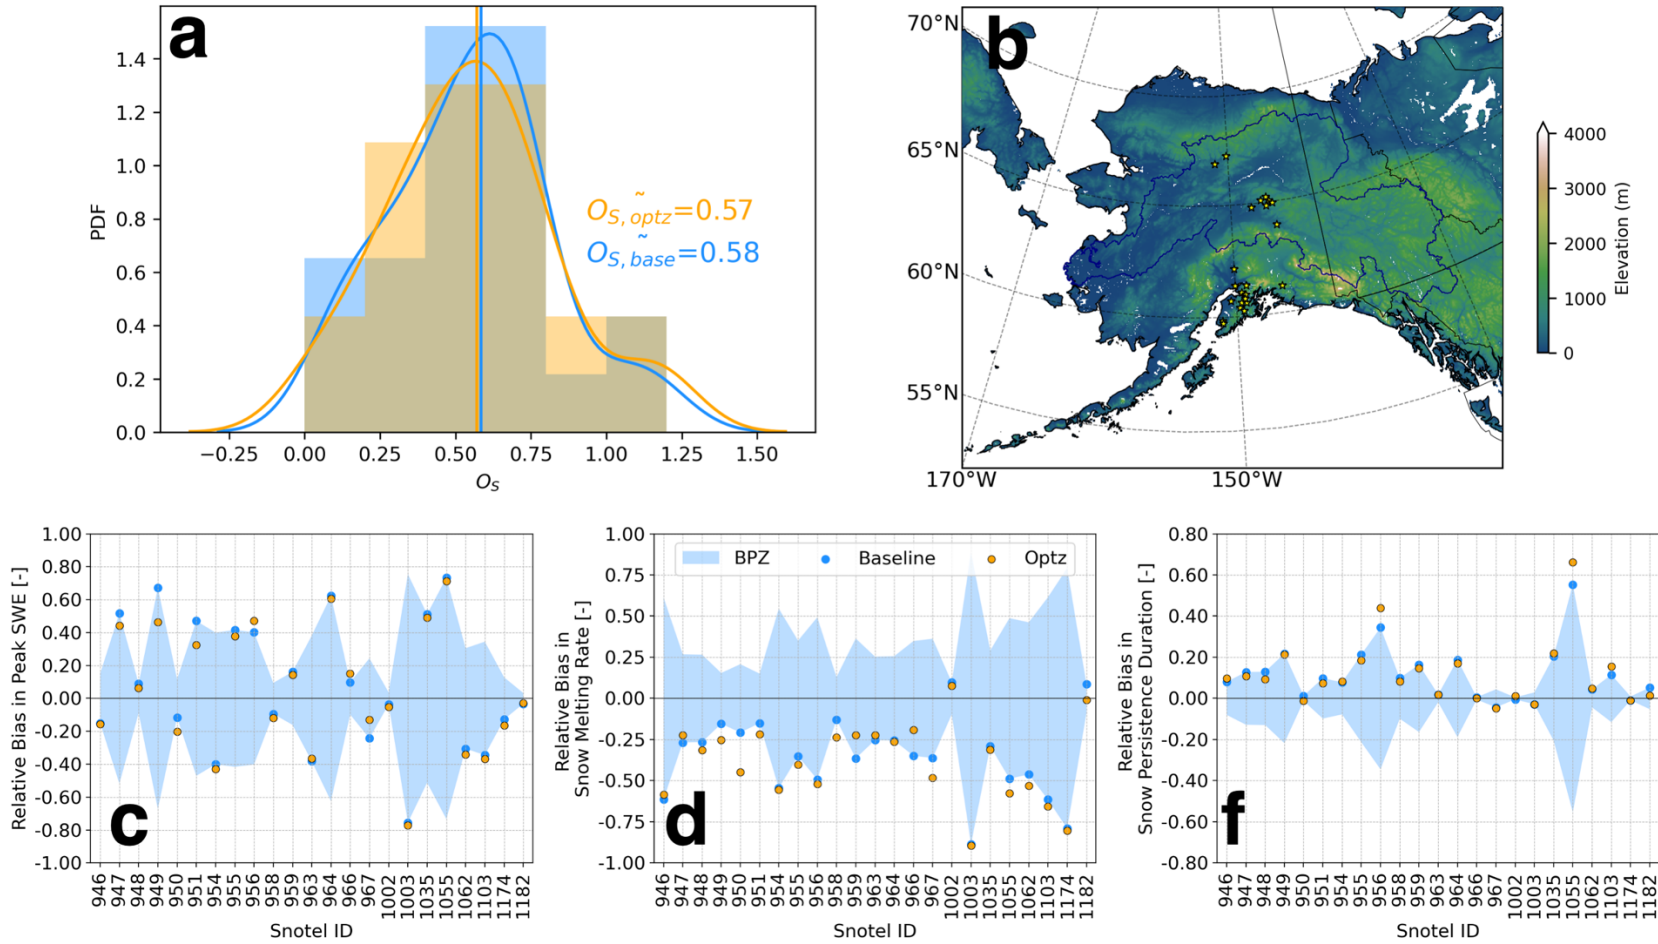 a
1.4
1.2
1.0
0.8
0.6
0.4
0.2
0.0
PDF
Õ_S,optz=0.57
Õ_S,base=0.58
−0.25 0.00 0.25 0.50 0.75 1.00 1.25 1.50
O_S
b
70°N
65°N
60°N
55°N
170°W
150°W
4000
3000
2000
1000
0
Elevation (m)
1.00
0.80
0.60
0.40
0.20
0.00
-0.20
-0.40
-0.60
-0.80
-1.00
Relative Bias in Peak SWE [-]
c
946 947 948 949 950 951 954 955 956 958 959 963 964 966 967 1002 1003 1035 1055 1062 1103 1174 1182
Snotel ID
1.00
0.75
0.50
0.25
0.00
-0.25
-0.50
-0.75
-1.00
Relative Bias in
Snow Melting Rate [-]
BPZ Baseline Optz
d
946 947 948 949 950 951 954 955 956 958 959 963 964 966 967 1002 1003 1035 1055 1062 1103 1174 1182
Snotel ID
0.80
0.60
0.40
0.20
0.00
-0.20
-0.40
-0.60
-0.80
Relative Bias in
Snow Persistence Duration [-]
f
946 947 948 949 950 951 954 955 956 958 959 963 964 966 967 1002 1003 1035 1055 1062 1103 1174 1182
Snotel ID